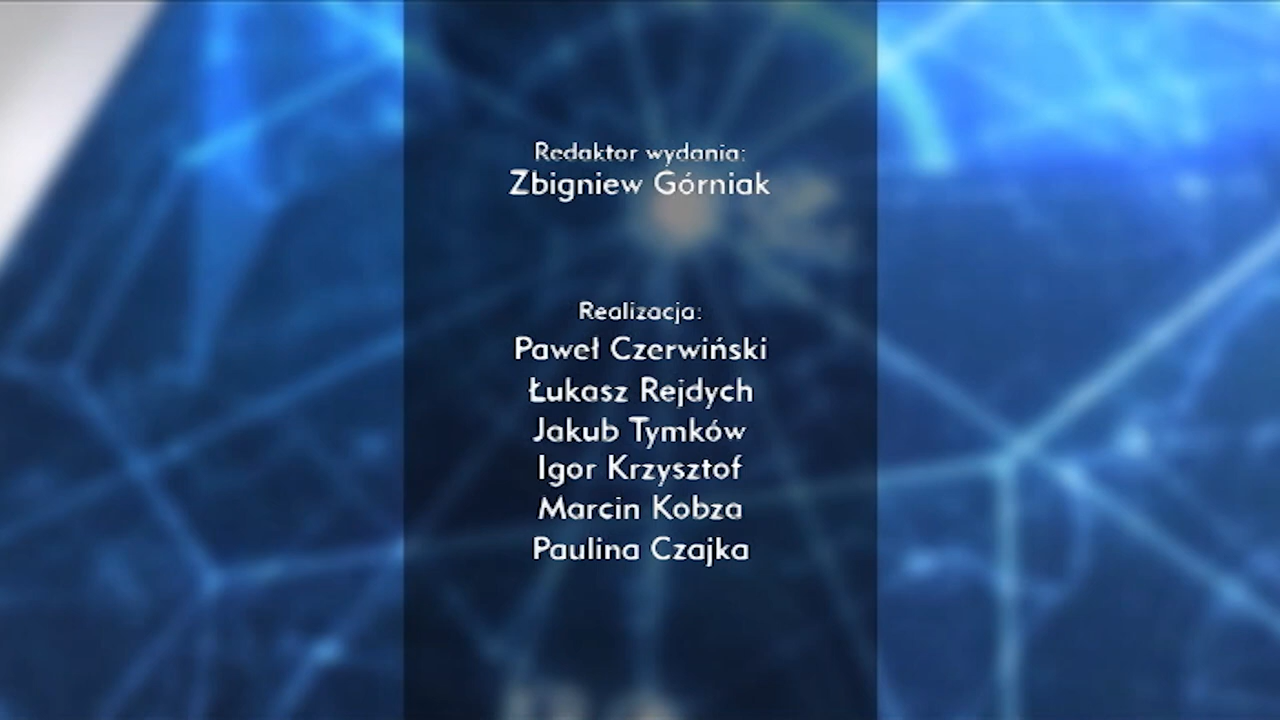 Redaktor wydania:
Zbigniew Górniak
Realizacja:
Paweł Czerwiński
Łukasz Rejdych
Jakub Tymków
Igor Krzysztof
Marcin Kobza
Paulina Czajka